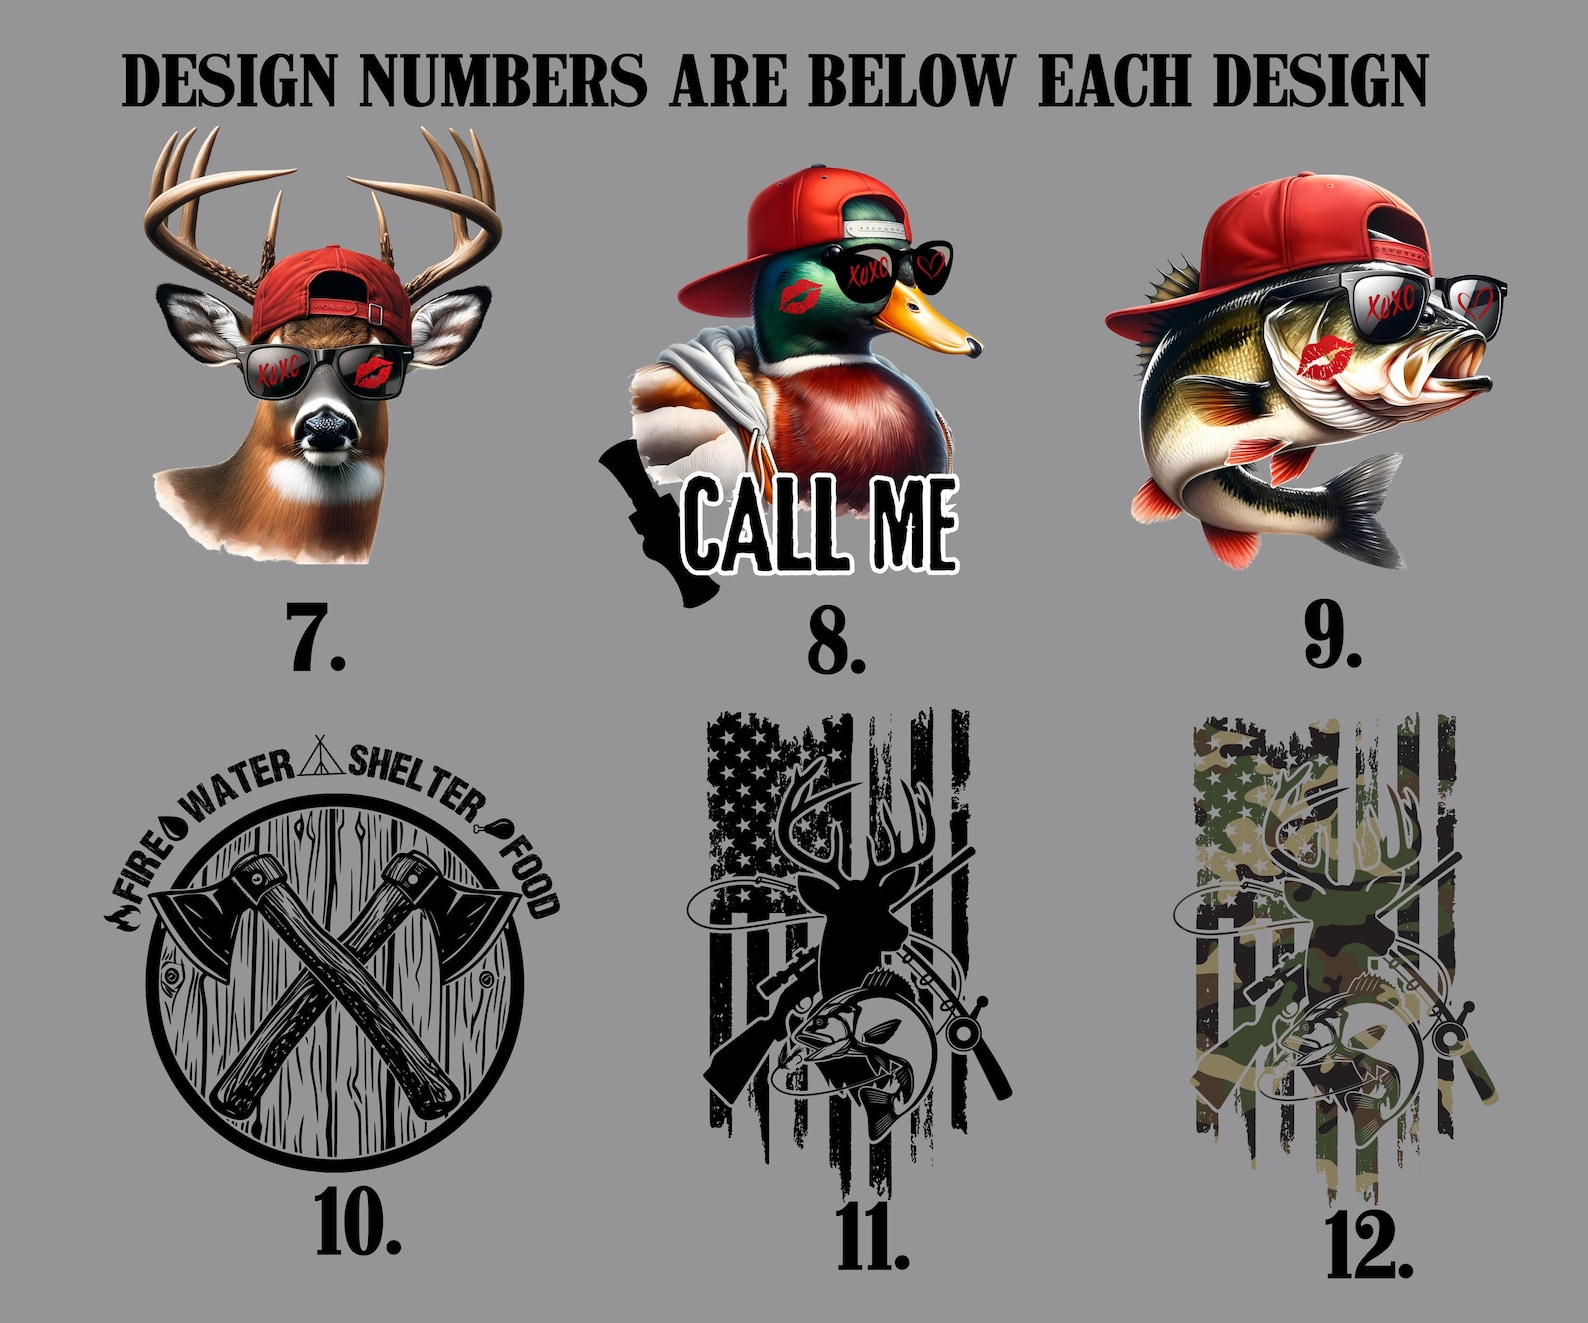 DESIGN NUMBERS ARE BELOW EACH DESIGN
XOXO
XOXO
XOXO
CALL ME
7.
8.
9.
FIRE WATER SHELTER FOOD
10.
11.
12.